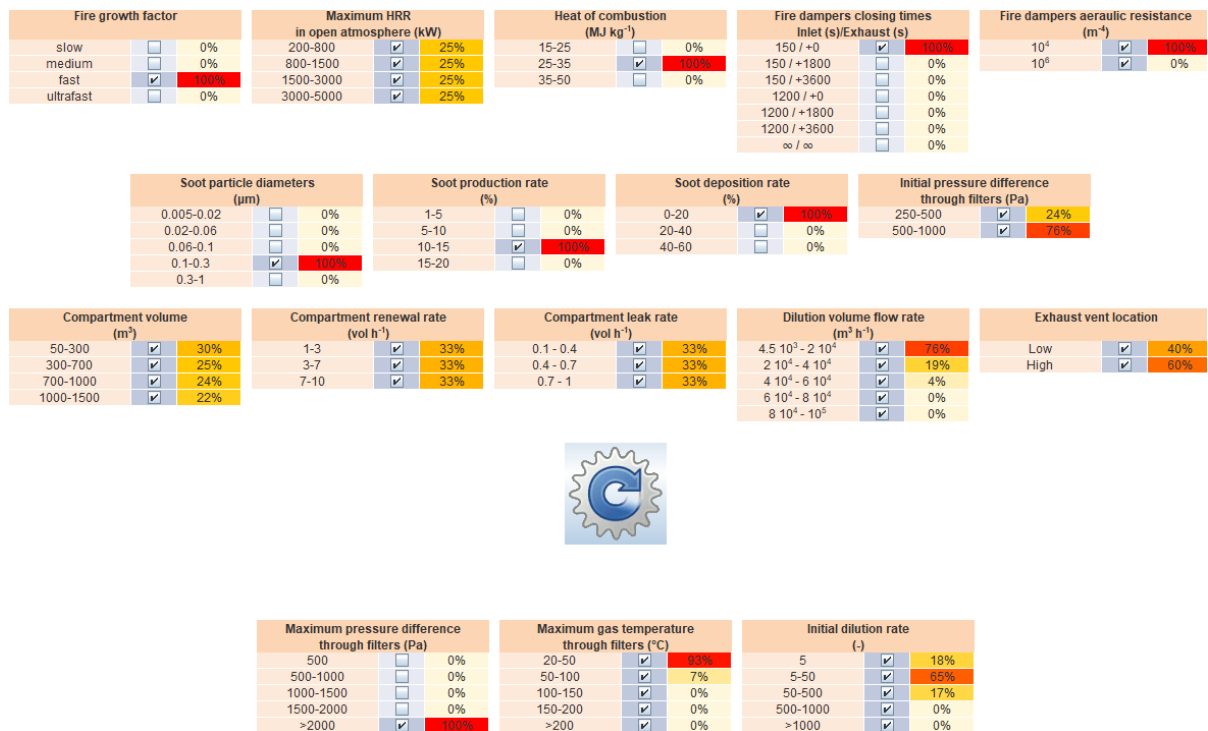 Fire growth factor
slow 0%
medium 0%
fast 100%
ultrafast 0%
Maximum HRR
in open atmosphere (kW)
200-800 25%
800-1500 25%
1500-3000 25%
3000-5000 25%
Heat of combustion
(MJ kg⁻¹)
15-25 0%
25-35 100%
35-50 0%
Fire dampers closing times
Inlet (s)/Exhaust (s)
150 / +0 100%
150 / +1800 0%
150 / +3600 0%
1200 / +0 0%
1200 / +1800 0%
1200 / +3600 0%
∞ / ∞ 0%
Fire dampers aeraulic resistance
(m⁻⁴)
10⁴ 100%
10⁶ 0%
Soot particle diameters
(µm)
0.005-0.02 0%
0.02-0.06 0%
0.06-0.1 0%
0.1-0.3 100%
0.3-1 0%
Soot production rate
(%)
1-5 0%
5-10 0%
10-15 100%
15-20 0%
Soot deposition rate
(%)
0-20 100%
20-40 0%
40-60 0%
Initial pressure difference
through filters (Pa)
250-500 24%
500-1000 76%
Compartment volume
(m³)
50-300 30%
300-700 25%
700-1000 24%
1000-1500 22%
Compartment renewal rate
(vol h⁻¹)
1-3 33%
3-7 33%
7-10 33%
Compartment leak rate
(vol h⁻¹)
0.1 - 0.4 33%
0.4 - 0.7 33%
0.7 - 1 33%
Dilution volume flow rate
(m³ h⁻¹)
4.5 10³ - 2 10⁴ 76%
2 10⁴ - 4 10⁴ 19%
4 10⁴ - 6 10⁴ 4%
6 10⁴ - 8 10⁴ 0%
8 10⁴ - 10⁵ 0%
Exhaust vent location
Low 40%
High 60%
Maximum pressure difference
through filters (Pa)
500 0%
500-1000 0%
1000-1500 0%
1500-2000 0%
>2000 100%
Maximum gas temperature
through filters (°C)
20-50 93%
50-100 7%
100-150 0%
150-200 0%
>200 0%
Initial dilution rate
(-)
5 18%
5-50 65%
50-500 17%
500-1000 0%
>1000 0%